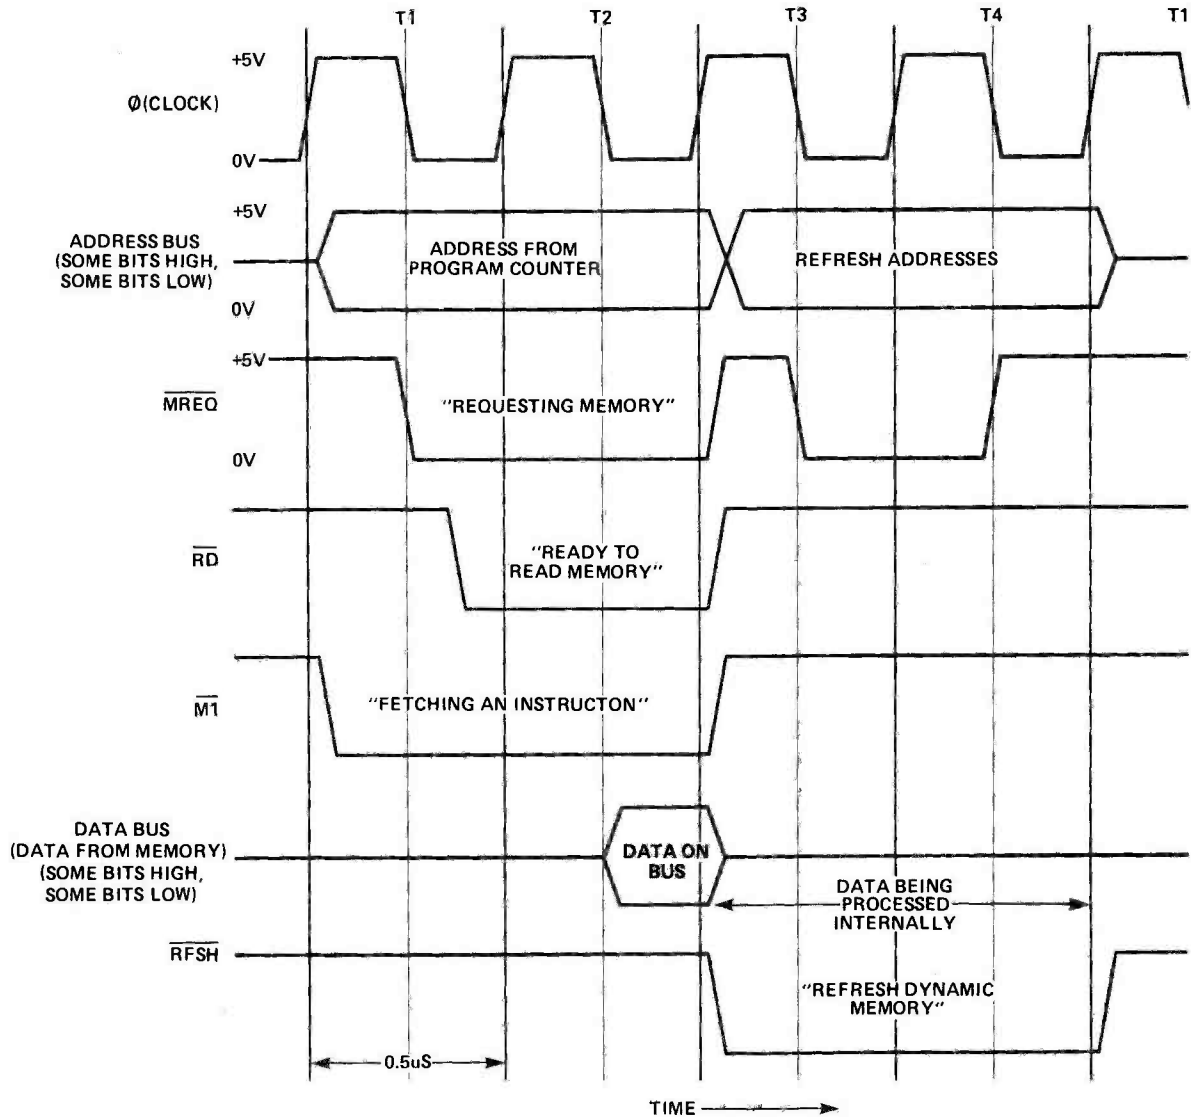 T1 T2 T3 T4 T1
+5V
Ø(CLOCK)
0V
+5V
ADDRESS BUS
(SOME BITS HIGH,
SOME BITS LOW)
ADDRESS FROM
PROGRAM COUNTER
REFRESH ADDRESSES
0V
+5V
MREQ
"REQUESTING MEMORY"
0V
RD
"READY TO
READ MEMORY"
M1
"FETCHING AN INSTRUCTON"
DATA BUS
(DATA FROM MEMORY)
(SOME BITS HIGH,
SOME BITS LOW)
DATA ON
BUS
DATA BEING
PROCESSED
INTERNALLY
RFSH
"REFRESH DYNAMIC
MEMORY"
0.5uS
TIME